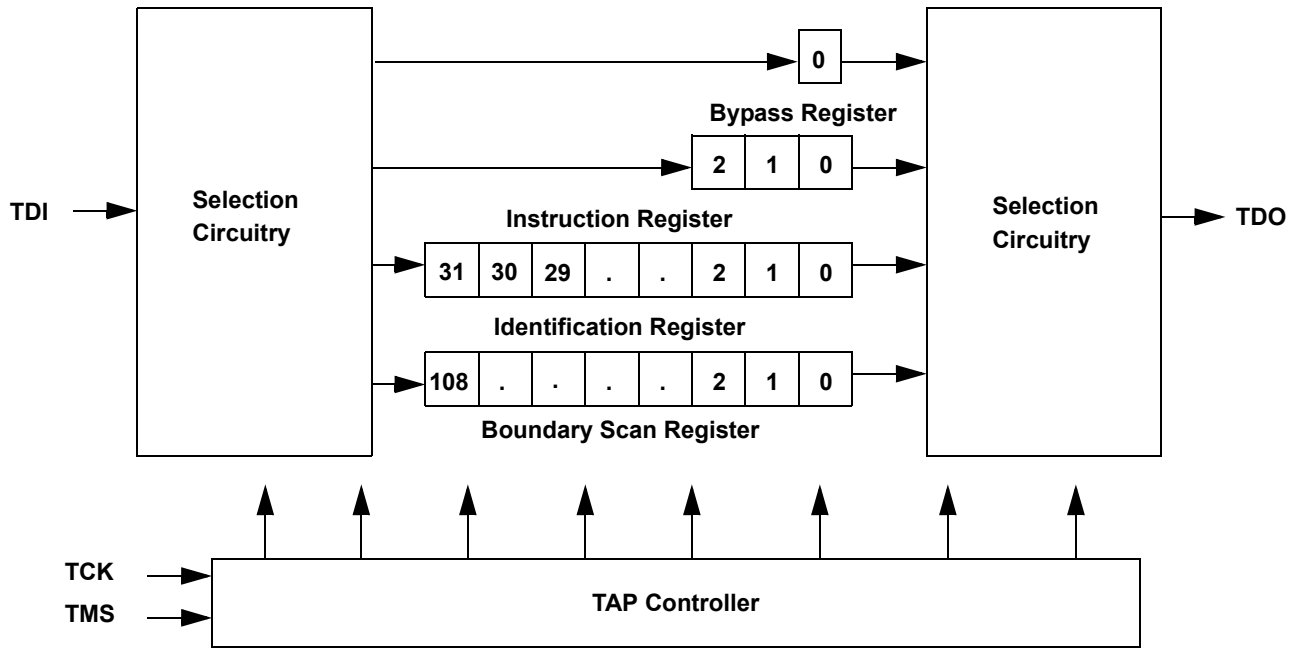 0
Bypass Register
2 1 0
Selection
Circuitry
TDI
Instruction Register
31 30 29 . . 2 1 0
Identification Register
108 . . . . 2 1 0
Boundary Scan Register
Selection
Circuitry
TDO
TCK
TMS
TAP Controller